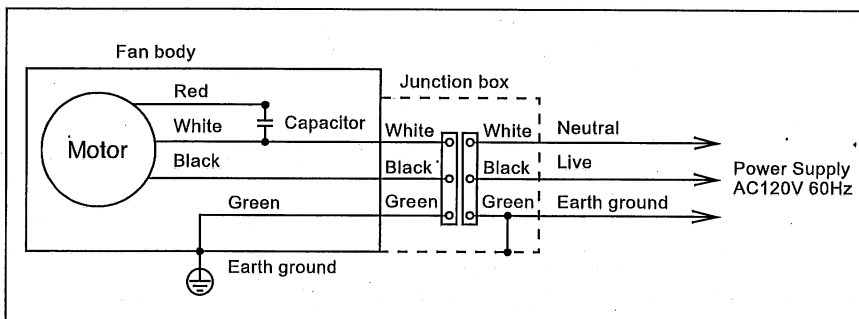 Fan body
Junction box
Red
White
Capacitor
White
White
Neutral
Motor
Black
Black
Black
Live
Power Supply
AC120V 60Hz
Green
Green
Green
Earth ground
Earth ground